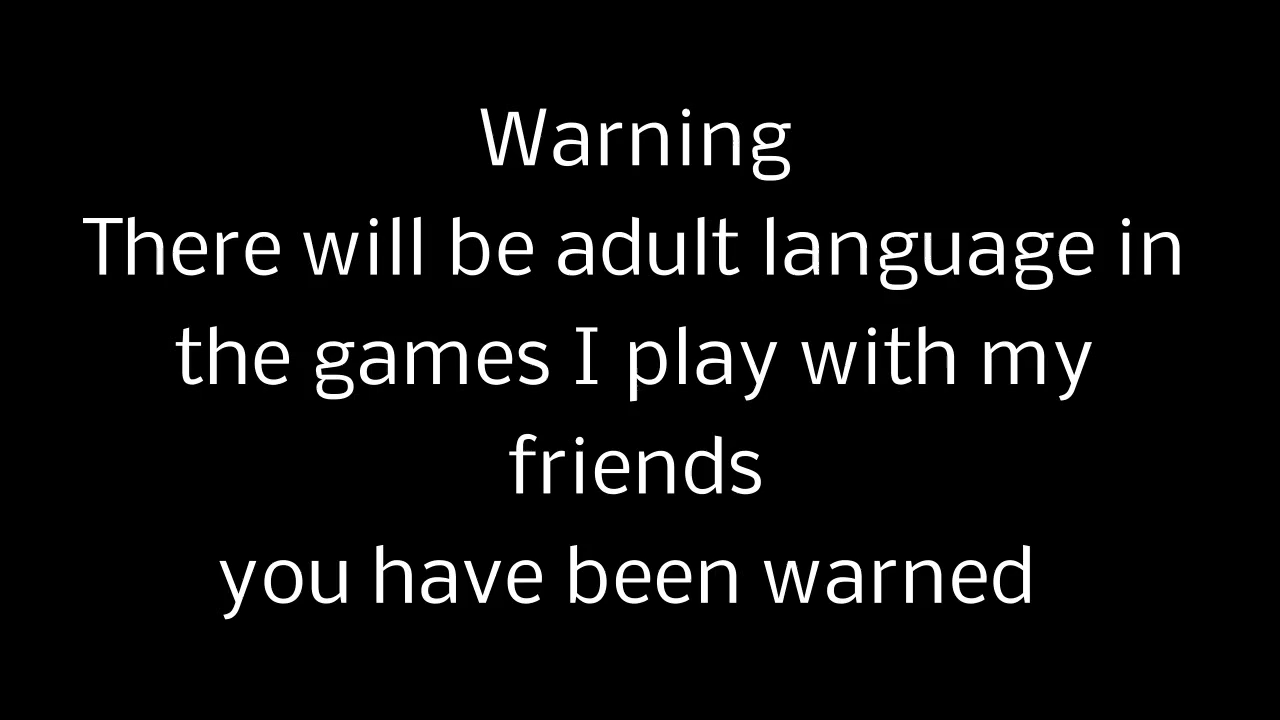 Warning
There will be adult language in
the games I play with my
friends
you have been warned